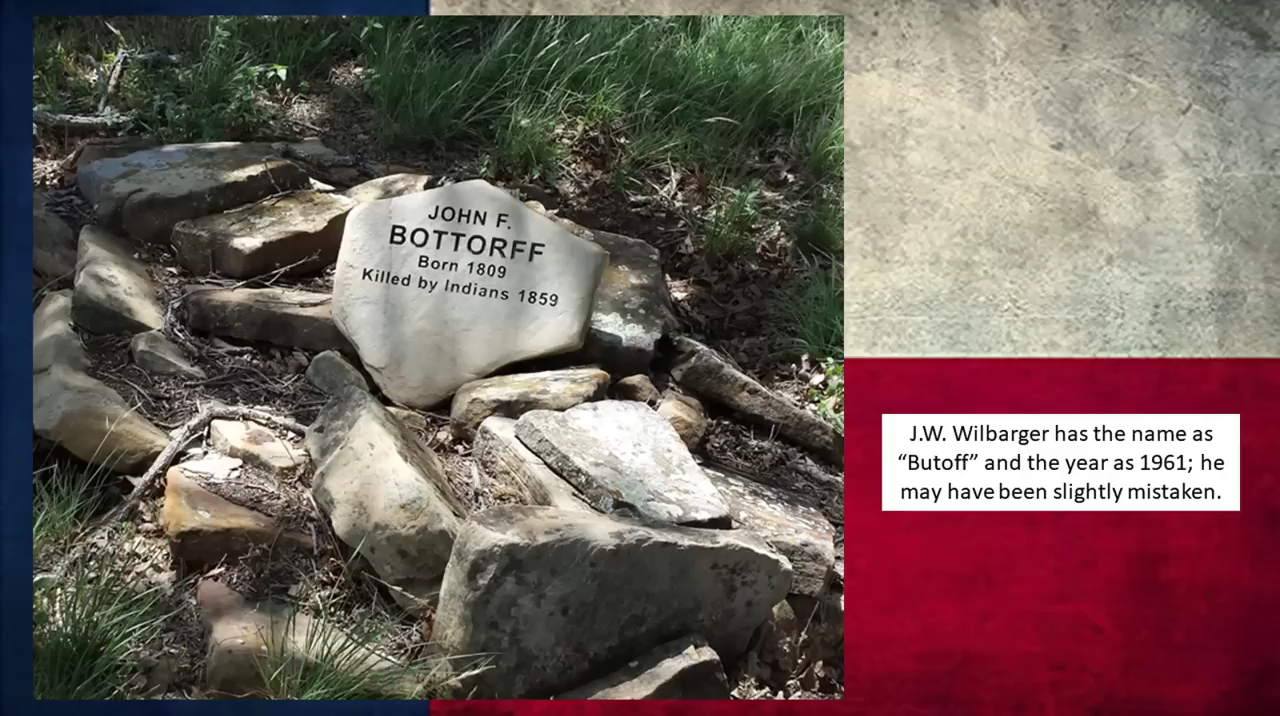 JOHN F.
BOTTORFF
Born 1809
Killed by Indians 1859
J.W. Wilbarger has the name as
“Butoff” and the year as 1961; he
may have been slightly mistaken.